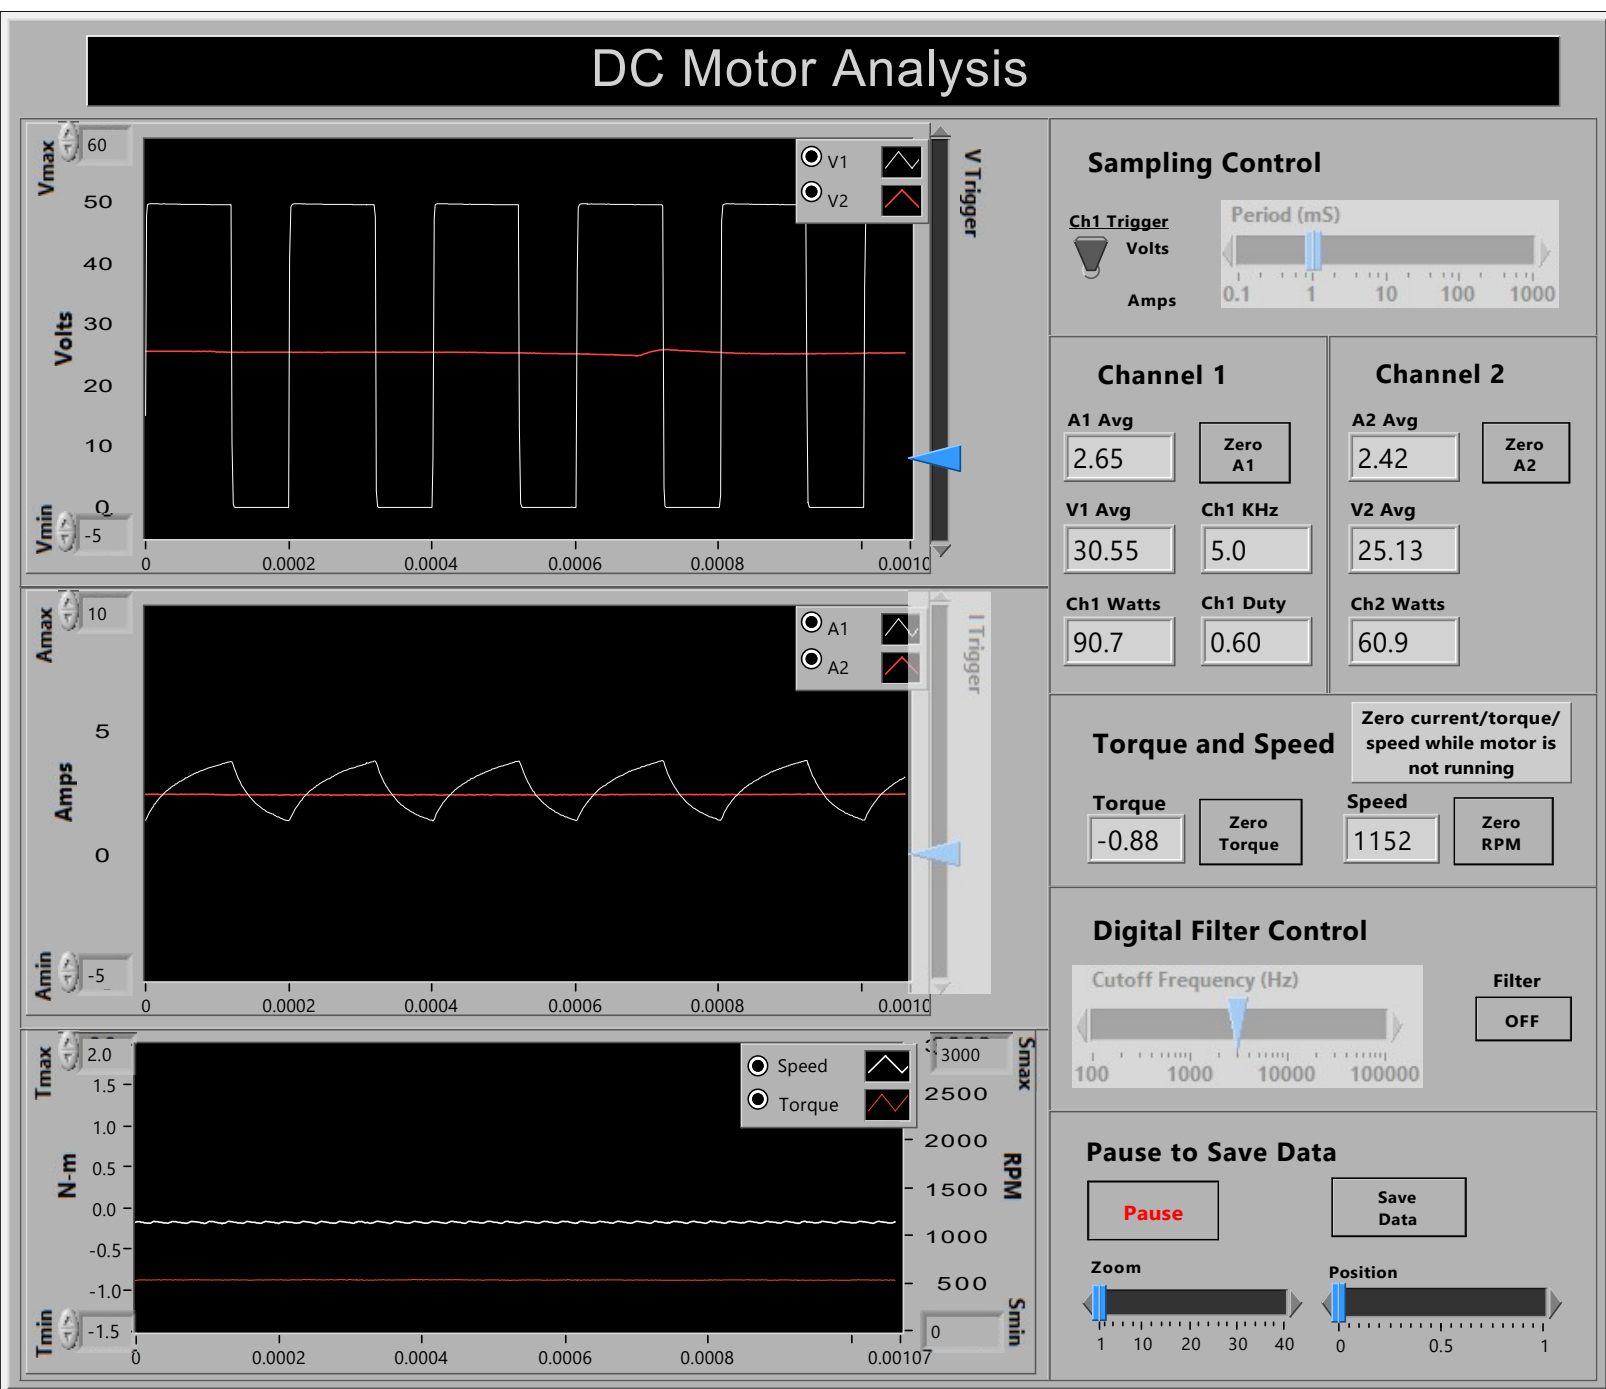 DC Motor Analysis
Vmax
60
50
40
30
20
10
0
-5
Vmin
Volts
0
0.0002
0.0004
0.0006
0.0008
0.0010
V1
V2
V Trigger
Amax
10
5
0
-5
Amin
Amps
0
0.0002
0.0004
0.0006
0.0008
0.0010
A1
A2
I Trigger
Tmax
2.0
1.5
1.0
0.5
0.0
-0.5
-1.0
-1.5
Tmin
N-m
0
0.0002
0.0004
0.0006
0.0008
0.00107
Speed
Torque
3000
2500
2000
1500
1000
500
0
Smax
RPM
Smin
Sampling Control
Ch1 Trigger
Volts
Amps
Period (mS)
0.1 1 10 100 1000
Channel 1
A1 Avg
2.65
Zero
A1
V1 Avg
30.55
Ch1 KHz
5.0
Ch1 Watts
90.7
Ch1 Duty
0.60
Channel 2
A2 Avg
2.42
Zero
A2
V2 Avg
25.13
Ch2 Watts
60.9
Torque and Speed
Zero current/torque/
speed while motor is
not running
Torque
-0.88
Zero
Torque
Speed
1152
Zero
RPM
Digital Filter Control
Cutoff Frequency (Hz)
100 1000 10000 100000
Filter
OFF
Pause to Save Data
Pause
Save
Data
Zoom
1 10 20 30 40
Position
0 0.5 1